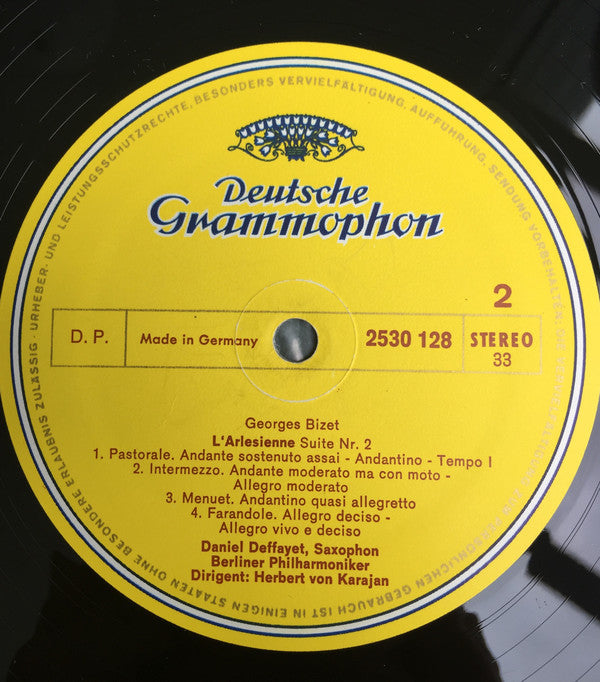 URHEBER- UND LEISTUNGSSCHUTZRECHTE, BESONDERS VERVIELFÄLTIGUNG, AUFFÜHRUNG, SENDUNG VORBEHALTEN!
GEBRAUCH IST IN EINIGEN STAATEN OHNE BESONDERE ERLAUBNIS ZULÄSSIG -
Deutsche
Grammophon
2
D. P. Made in Germany 2530 128 STEREO
33
Georges Bizet
L'Arlesienne Suite Nr. 2
1. Pastorale. Andante sostenuto assai - Andantino - Tempo I
2. Intermezzo. Andante moderato ma con moto -
Allegro moderato
3. Menuet. Andantino quasi allegretto
4. Farandole. Allegro deciso -
Allegro vivo e deciso
Daniel Deffayet, Saxophon
Berliner Philharmoniker
Dirigent: Herbert von Karajan